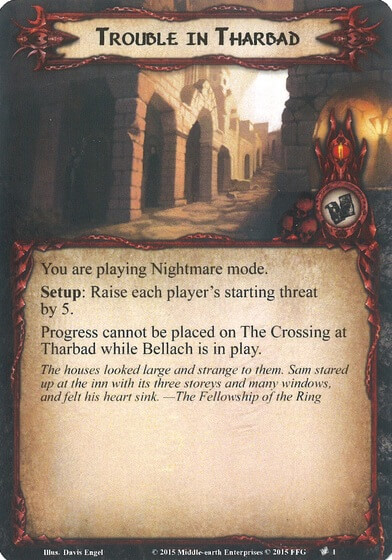 Trouble in Tharbad
You are playing Nightmare mode.
Setup: Raise each player's starting threat
by 5.
Progress cannot be placed on The Crossing at
Tharbad while Bellach is in play.
The houses looked large and strange to them. Sam stared
up at the inn with its three storeys and many windows,
and felt his heart sink. —The Fellowship of the Ring
Illus. Davis Engel © 2015 Middle-earth Enterprises © 2015 FFG 1